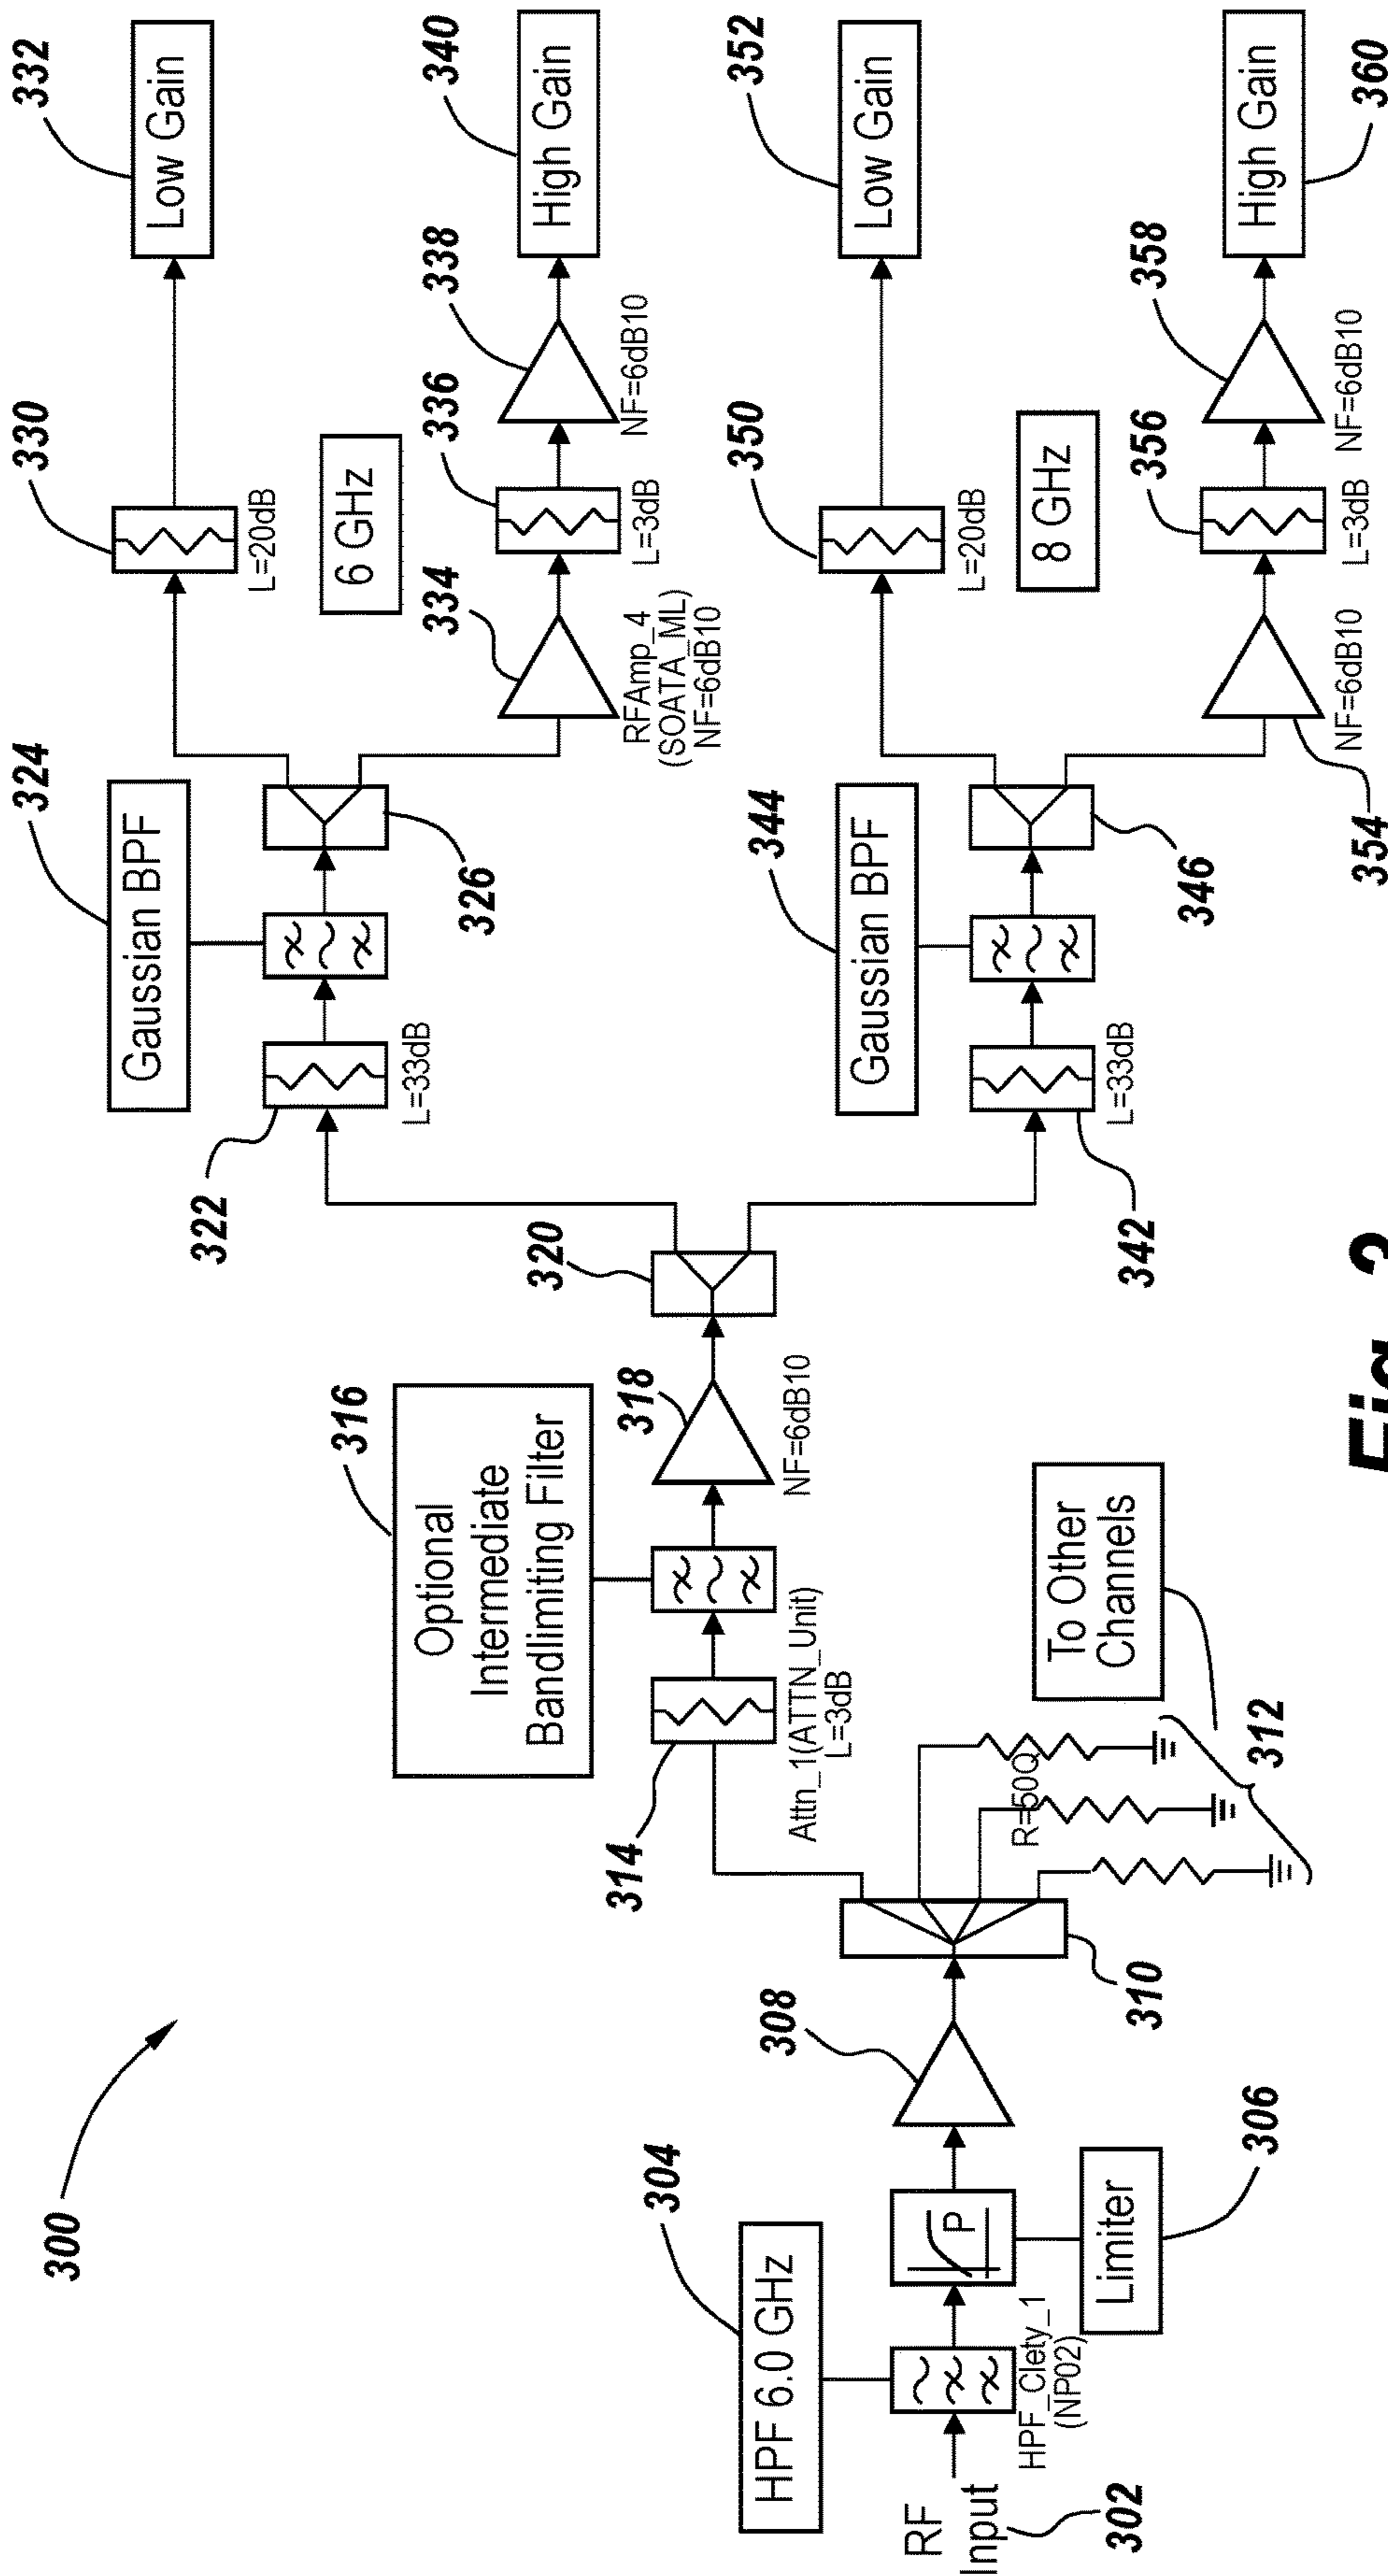 300
RF
Input
302
HPF 6.0 GHz
304
HPF_Clety_1
(NP02)
Limiter
306
308
310
R=50Q
To Other
Channels
312
314
Attn_1(ATTN_Unit)
L=3dB
Optional
Intermediate
Bandlimiting Filter
316
318
NF=6dB10
320
322
L=33dB
Gaussian BPF
324
326
330
L=20dB
Low Gain
332
6 GHz
334
RFAmp_4
(SOATA_ML)
NF=6dB10
336
L=3dB
338
NF=6dB10
High Gain
340
342
L=33dB
Gaussian BPF
344
346
350
L=20dB
Low Gain
352
8 GHz
354
NF=6dB10
356
L=3dB
358
NF=6dB10
High Gain
360